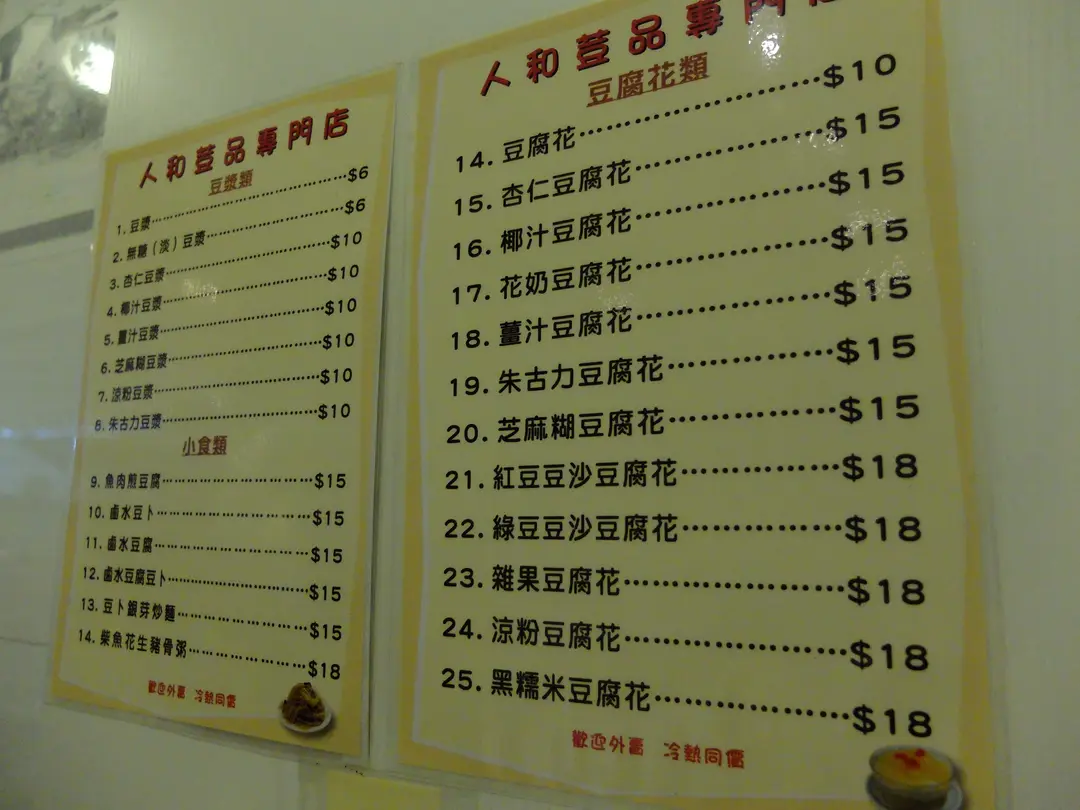 人和荳品專門店
豆漿類
1. 豆漿…………………………$6
2. 無糖（淡）豆漿…………………$6
3. 杏仁豆漿………………………$10
4. 椰汁豆漿………………………$10
5. 薑汁豆漿………………………$10
6. 芝麻糊豆漿……………………$10
7. 涼粉豆漿………………………$10
8. 朱古力豆漿……………………$10
小食類
9. 魚肉煎豆腐……………………$15
10. 鹵水豆卜……………………$15
11. 鹵水豆腐……………………$15
12. 鹵水豆腐豆卜…………………$15
13. 豆卜銀芽炒麵…………………$15
14. 柴魚花生豬骨粥………………$18
歡迎外賣 冷熱同價
人和荳品專門店
豆腐花類
14. 豆腐花……………………$10
15. 杏仁豆腐花…………………$15
16. 椰汁豆腐花…………………$15
17. 花奶豆腐花…………………$15
18. 薑汁豆腐花…………………$15
19. 朱古力豆腐花………………$15
20. 芝麻糊豆腐花………………$15
21. 紅豆豆沙豆腐花……………$18
22. 綠豆豆沙豆腐花……………$18
23. 雜果豆腐花…………………$18
24. 涼粉豆腐花…………………$18
25. 黑糯米豆腐花………………$18
歡迎外賣 冷熱同價